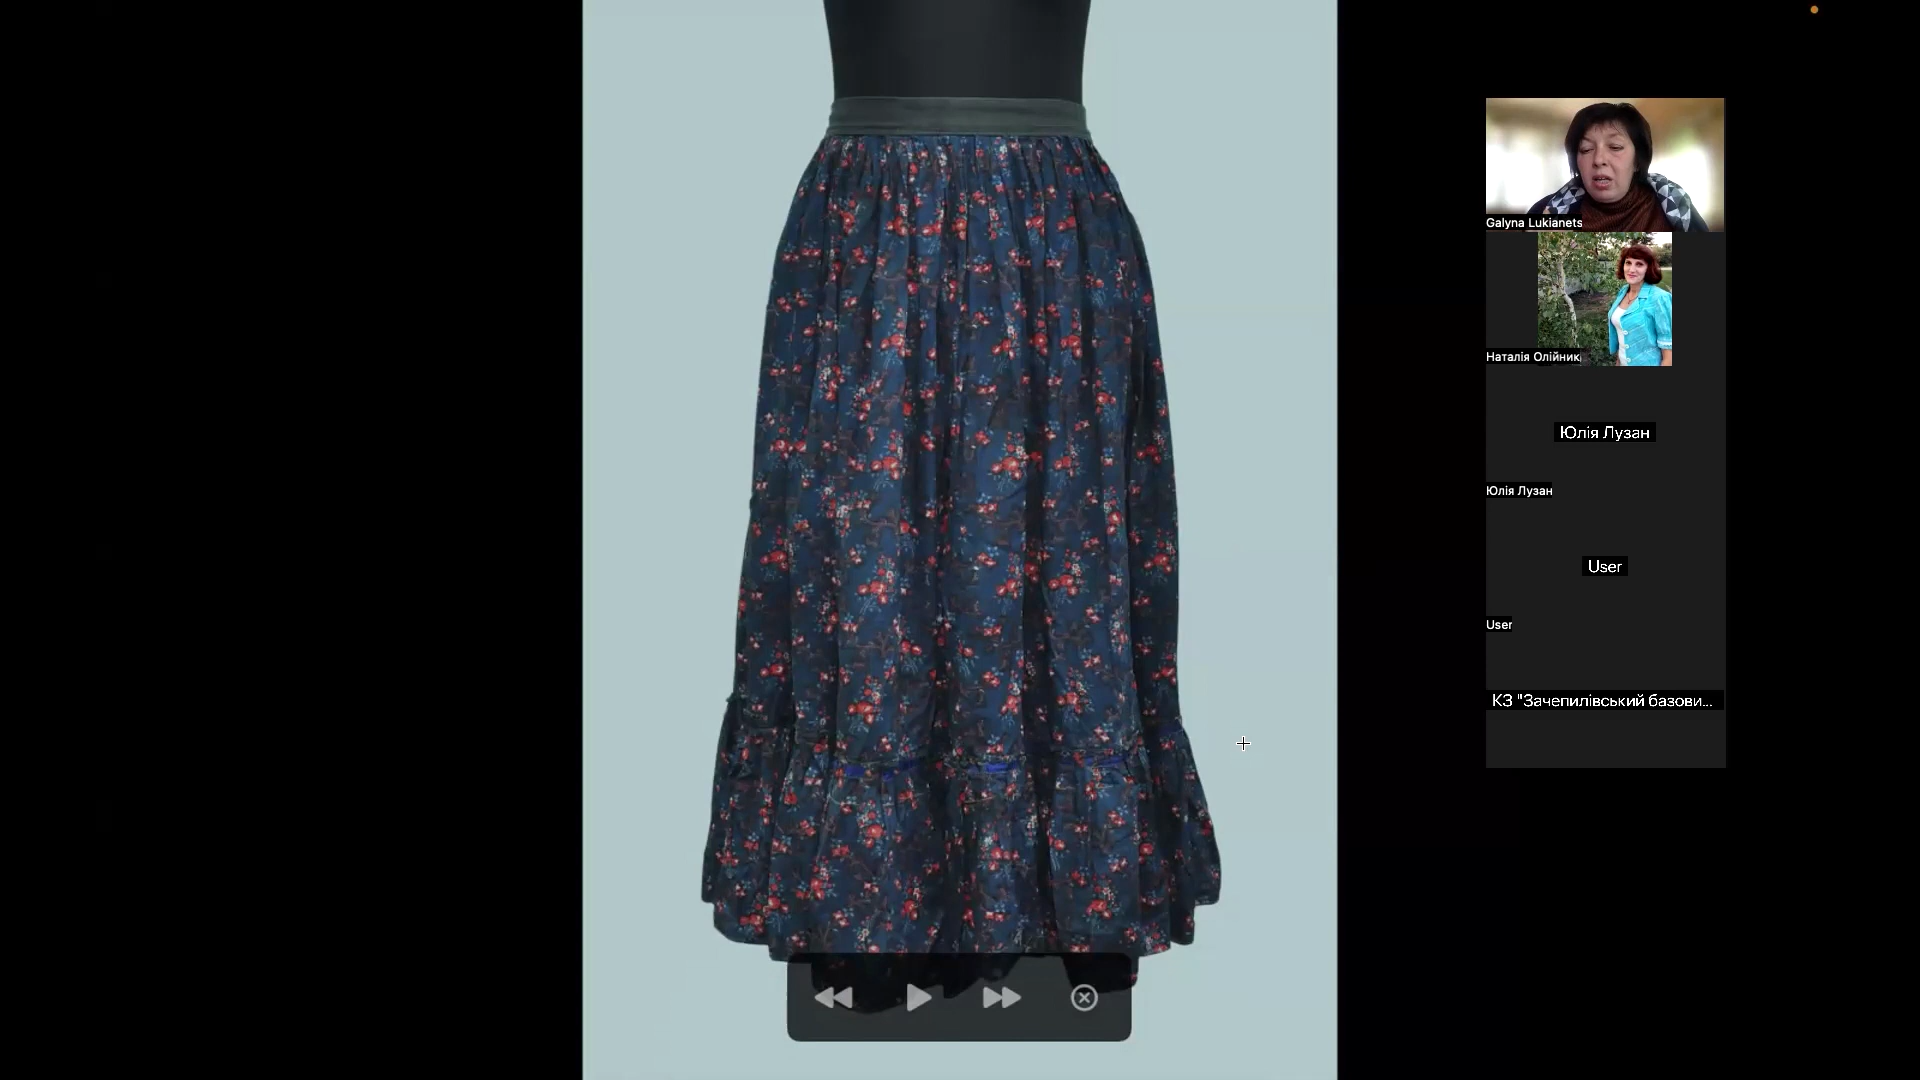 Galyna Lukianets
Наталія Олійник
Юлія Лузан
Юлія Лузан
User
User
КЗ "Зачепилівський базови...